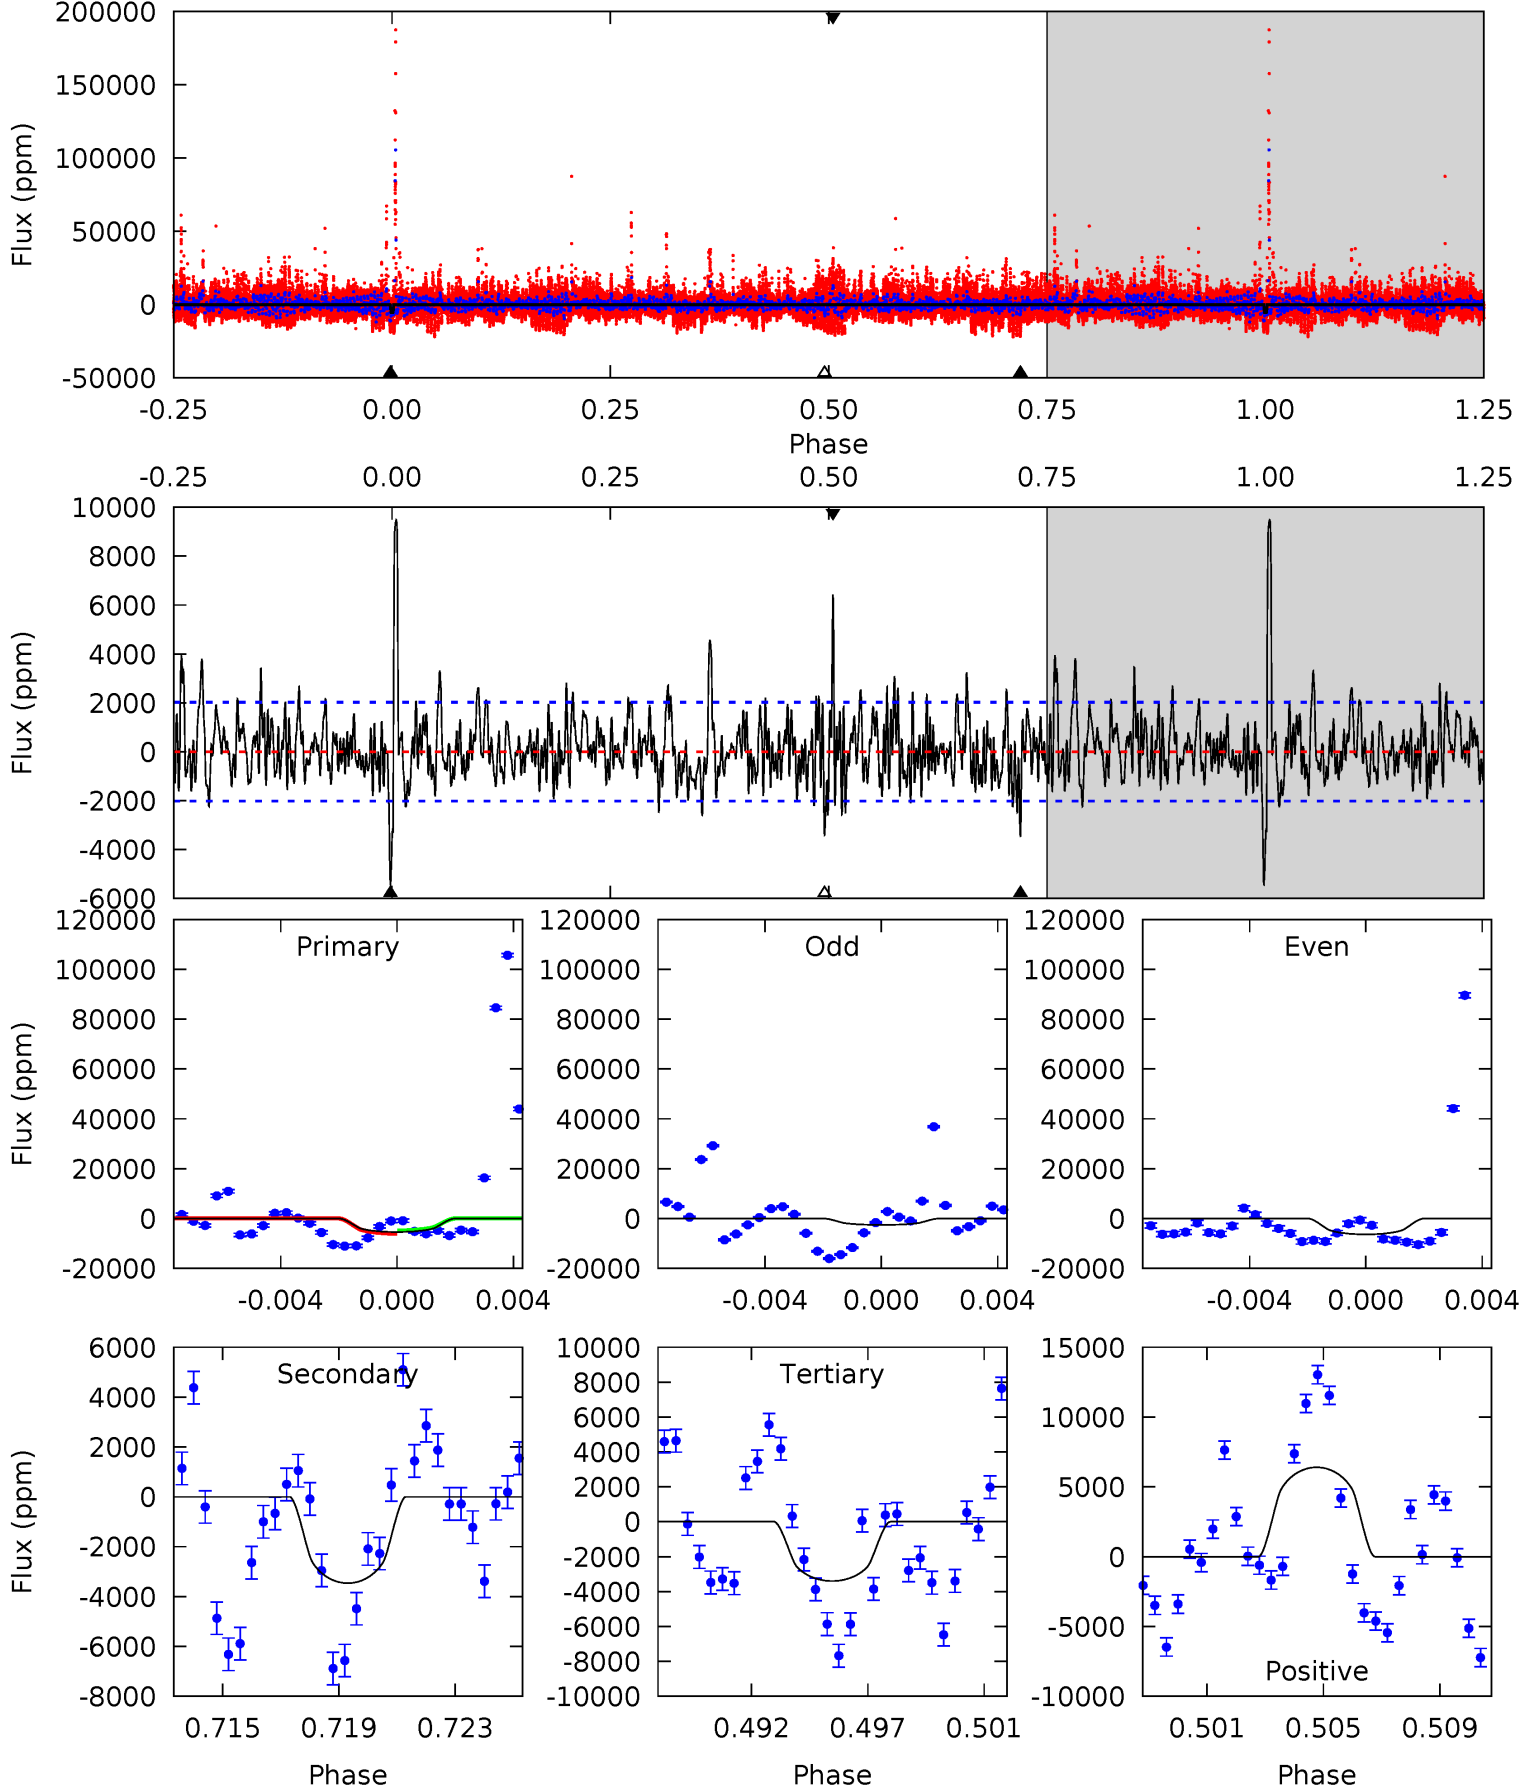 200000
150000
100000
50000
0
-50000
Flux (ppm)
-0.25 0.00 0.25 0.50 0.75 1.00 1.25
Phase
-0.25 0.00 0.25 0.50 0.75 1.00 1.25
10000
8000
6000
4000
2000
0
-2000
-4000
-6000
Flux (ppm)
Primary
120000
100000
80000
60000
40000
20000
0
-20000
Flux (ppm)
-0.004 0.000 0.004
Odd
120000
100000
80000
60000
40000
20000
0
-20000
-0.004 0.000 0.004
Even
120000
100000
80000
60000
40000
20000
0
-20000
-0.004 0.000 0.004
Secondary
6000
4000
2000
0
-2000
-4000
-6000
-8000
Flux (ppm)
0.715 0.719 0.723
Phase
Tertiary
10000
8000
6000
4000
2000
0
-2000
-4000
-6000
-8000
-10000
0.492 0.497 0.501
Phase
15000
10000
5000
0
-5000
-10000
Positive
0.501 0.505 0.509
Phase